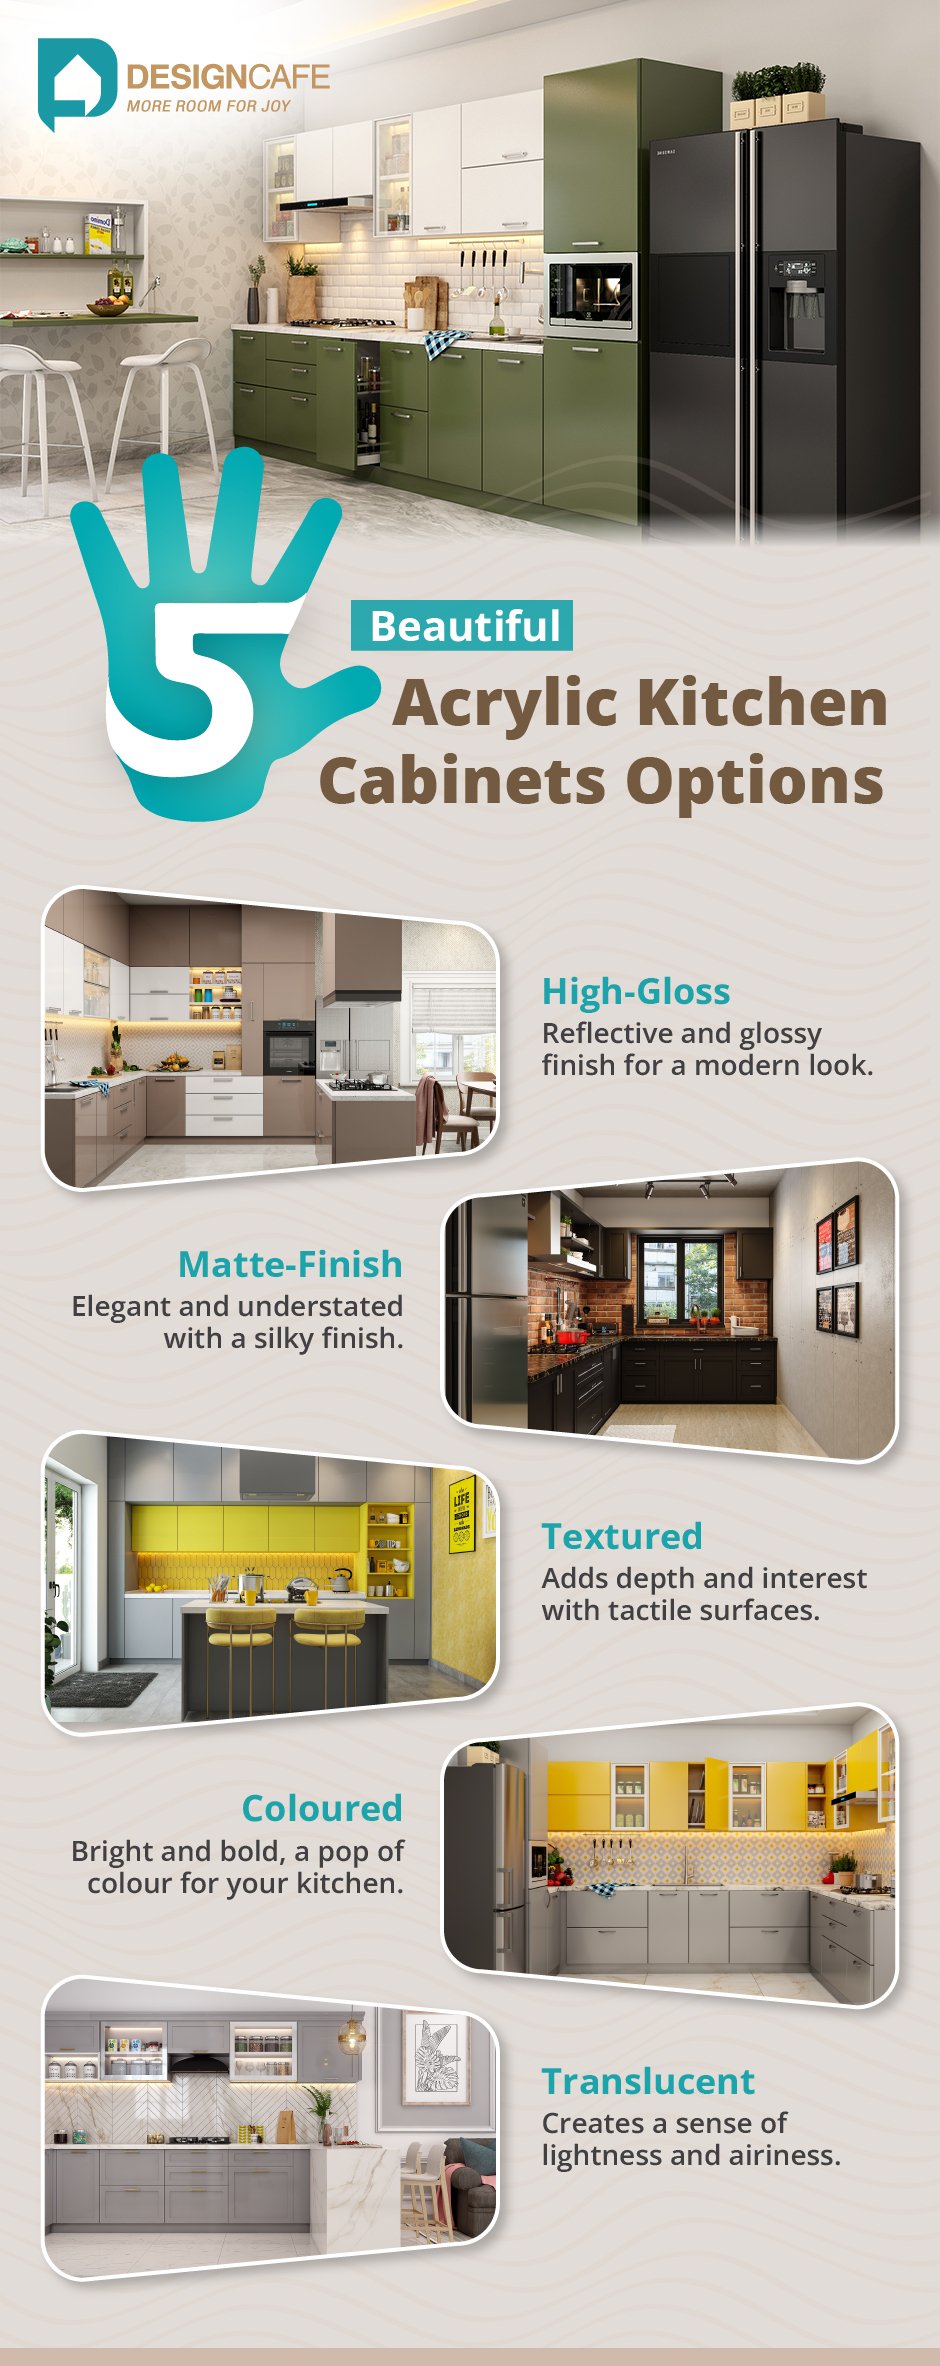 DESIGNCAFE
MORE ROOM FOR JOY
5
Beautiful
Acrylic Kitchen
Cabinets Options
High-Gloss
Reflective and glossy
finish for a modern look.
Matte-Finish
Elegant and understated
with a silky finish.
LIFE
Textured
Adds depth and interest
with tactile surfaces.
Coloured
Bright and bold, a pop of
colour for your kitchen.
Translucent
Creates a sense of
lightness and airiness.